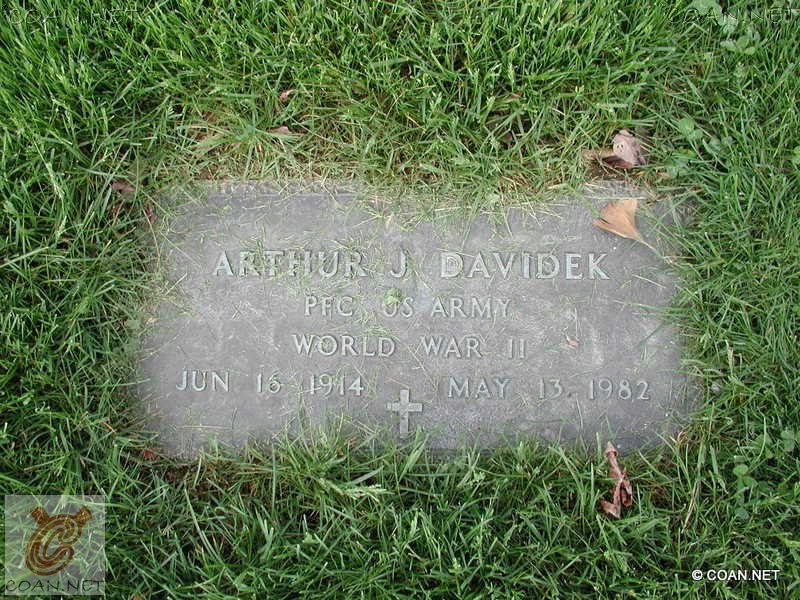 ARTHUR J DAVIDEK
PFC US ARMY
WORLD WAR II
JUN 16 1914 MAY 13 1982
COAN.NET
© COAN.NET